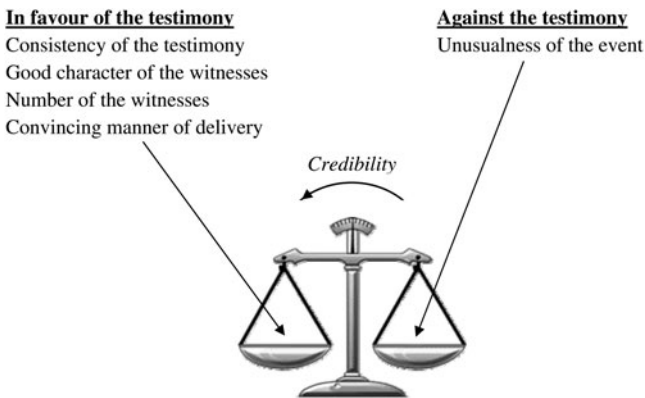 In favour of the testimony
Consistency of the testimony
Good character of the witnesses
Number of the witnesses
Convincing manner of delivery
Against the testimony
Unusualness of the event
Credibility